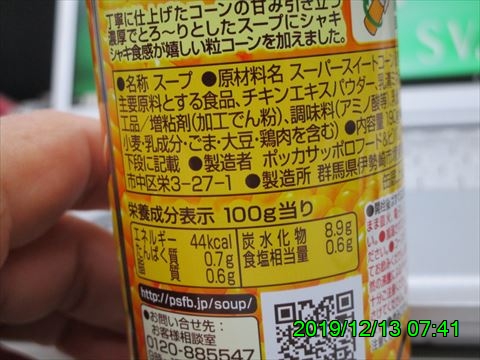 丁寧に仕上げたコーンの甘み引き立つ
濃厚でとろ〜りとしたスープにシャキ
シャキ食感が嬉しい粒コーンを加えました。
SV
●名称 スープ ●原材料名 スーパースイートコーン
主要原料とする食品、チキンエキスパウダー、乳
工品/増粘剤(加工でん粉)、調味料(アミノ酸等)、
小麦・乳成分・ごま・大豆・鶏肉を含む) ●内容量 190
下段に記載 ●製造者 ポッカサッポロフード&
市中区栄3-27-1 ●製造所 群馬県伊勢崎
栄養成分表示 100g当り
エネルギー 44kcal 炭水化物 8.9g
たんぱく質 0.7g 食塩相当量 0.6g
脂質 0.6g
http://psfb.jp/soup/
●お問い合せ先:
お客様相談室
0120-885547
2019/12/13 07:41